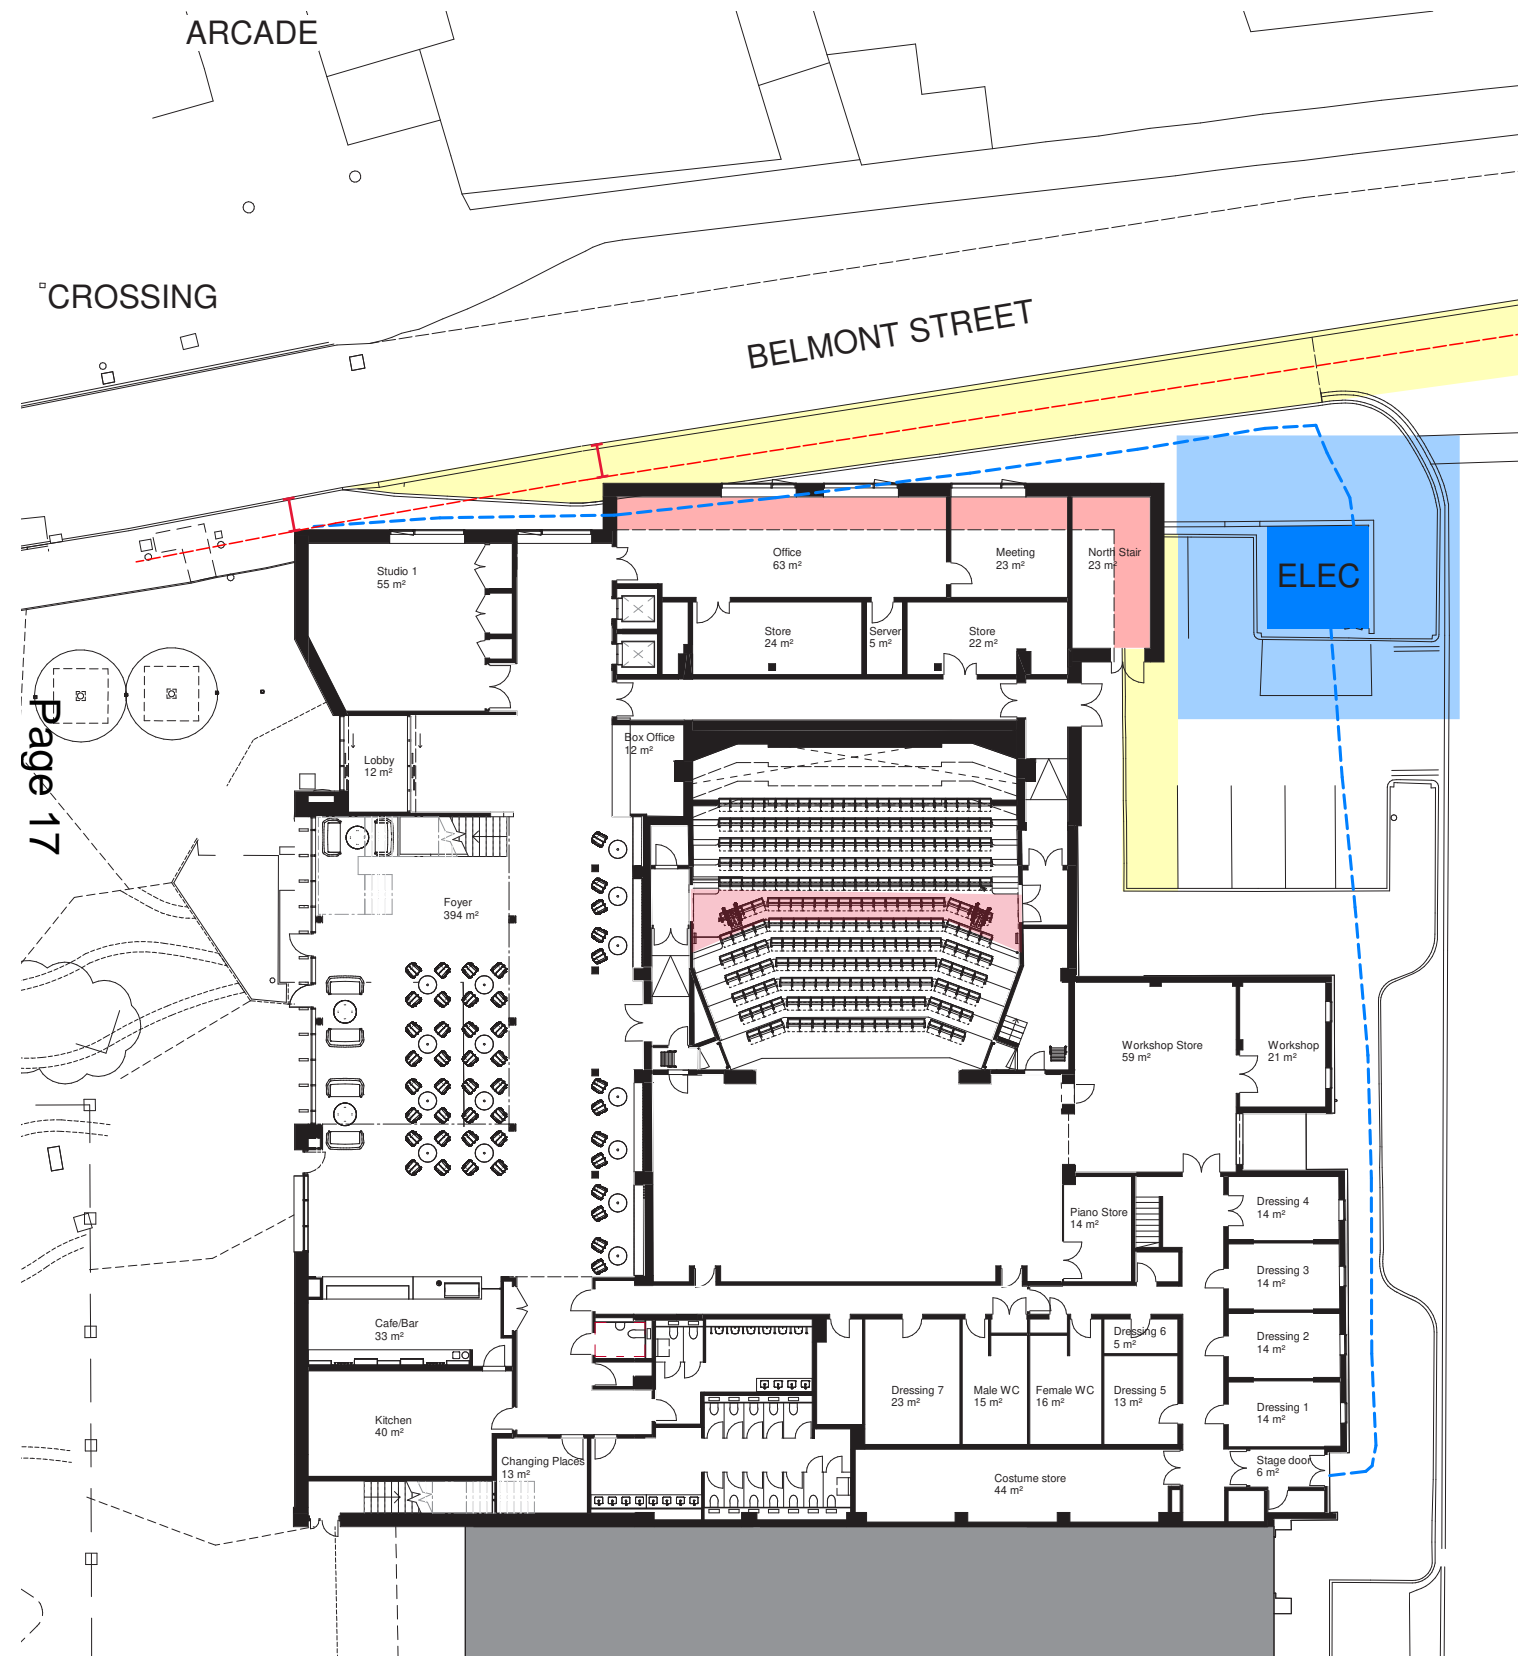 ARCADE
CROSSING
BELMONT STREET
Page 17
ELEC
Studio 1
55 m²
Office
63 m²
Meeting
23 m²
North Stair
23 m²
Store
24 m²
Server
5 m²
Store
22 m²
Box Office
12 m²
Lobby
12 m²
Foyer
394 m²
Workshop Store
59 m²
Workshop
21 m²
Piano Store
14 m²
Dressing 4
14 m²
Dressing 3
14 m²
Dressing 2
14 m²
Dressing 1
14 m²
Cafe/Bar
33 m²
Dressing 6
5 m²
Dressing 7
23 m²
Male WC
15 m²
Female WC
16 m²
Dressing 5
13 m²
Kitchen
40 m²
Changing Places
13 m²
Costume store
44 m²
Stage door
6 m²